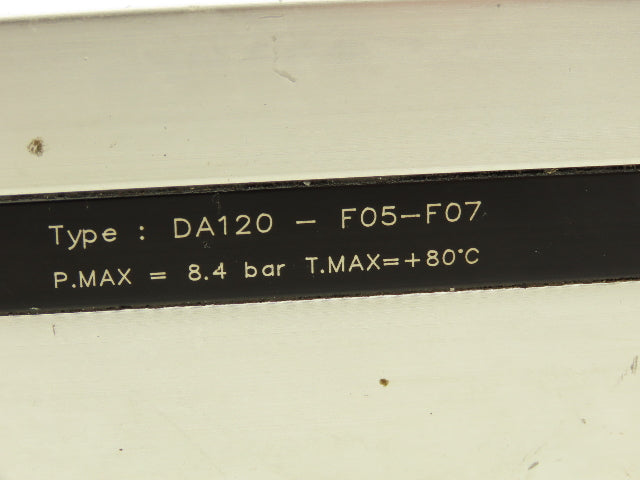 Type : DA120 - F05-F07
P.MAX = 8.4 bar T.MAX=+80°C